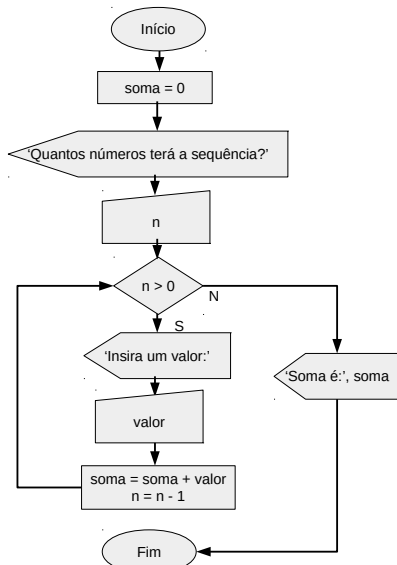 Início
soma = 0
‘Quantos números terá a sequência?’
n
n > 0
N
S
‘Insira um valor:’
‘Soma é:’, soma
valor
soma = soma + valor
n = n - 1
Fim